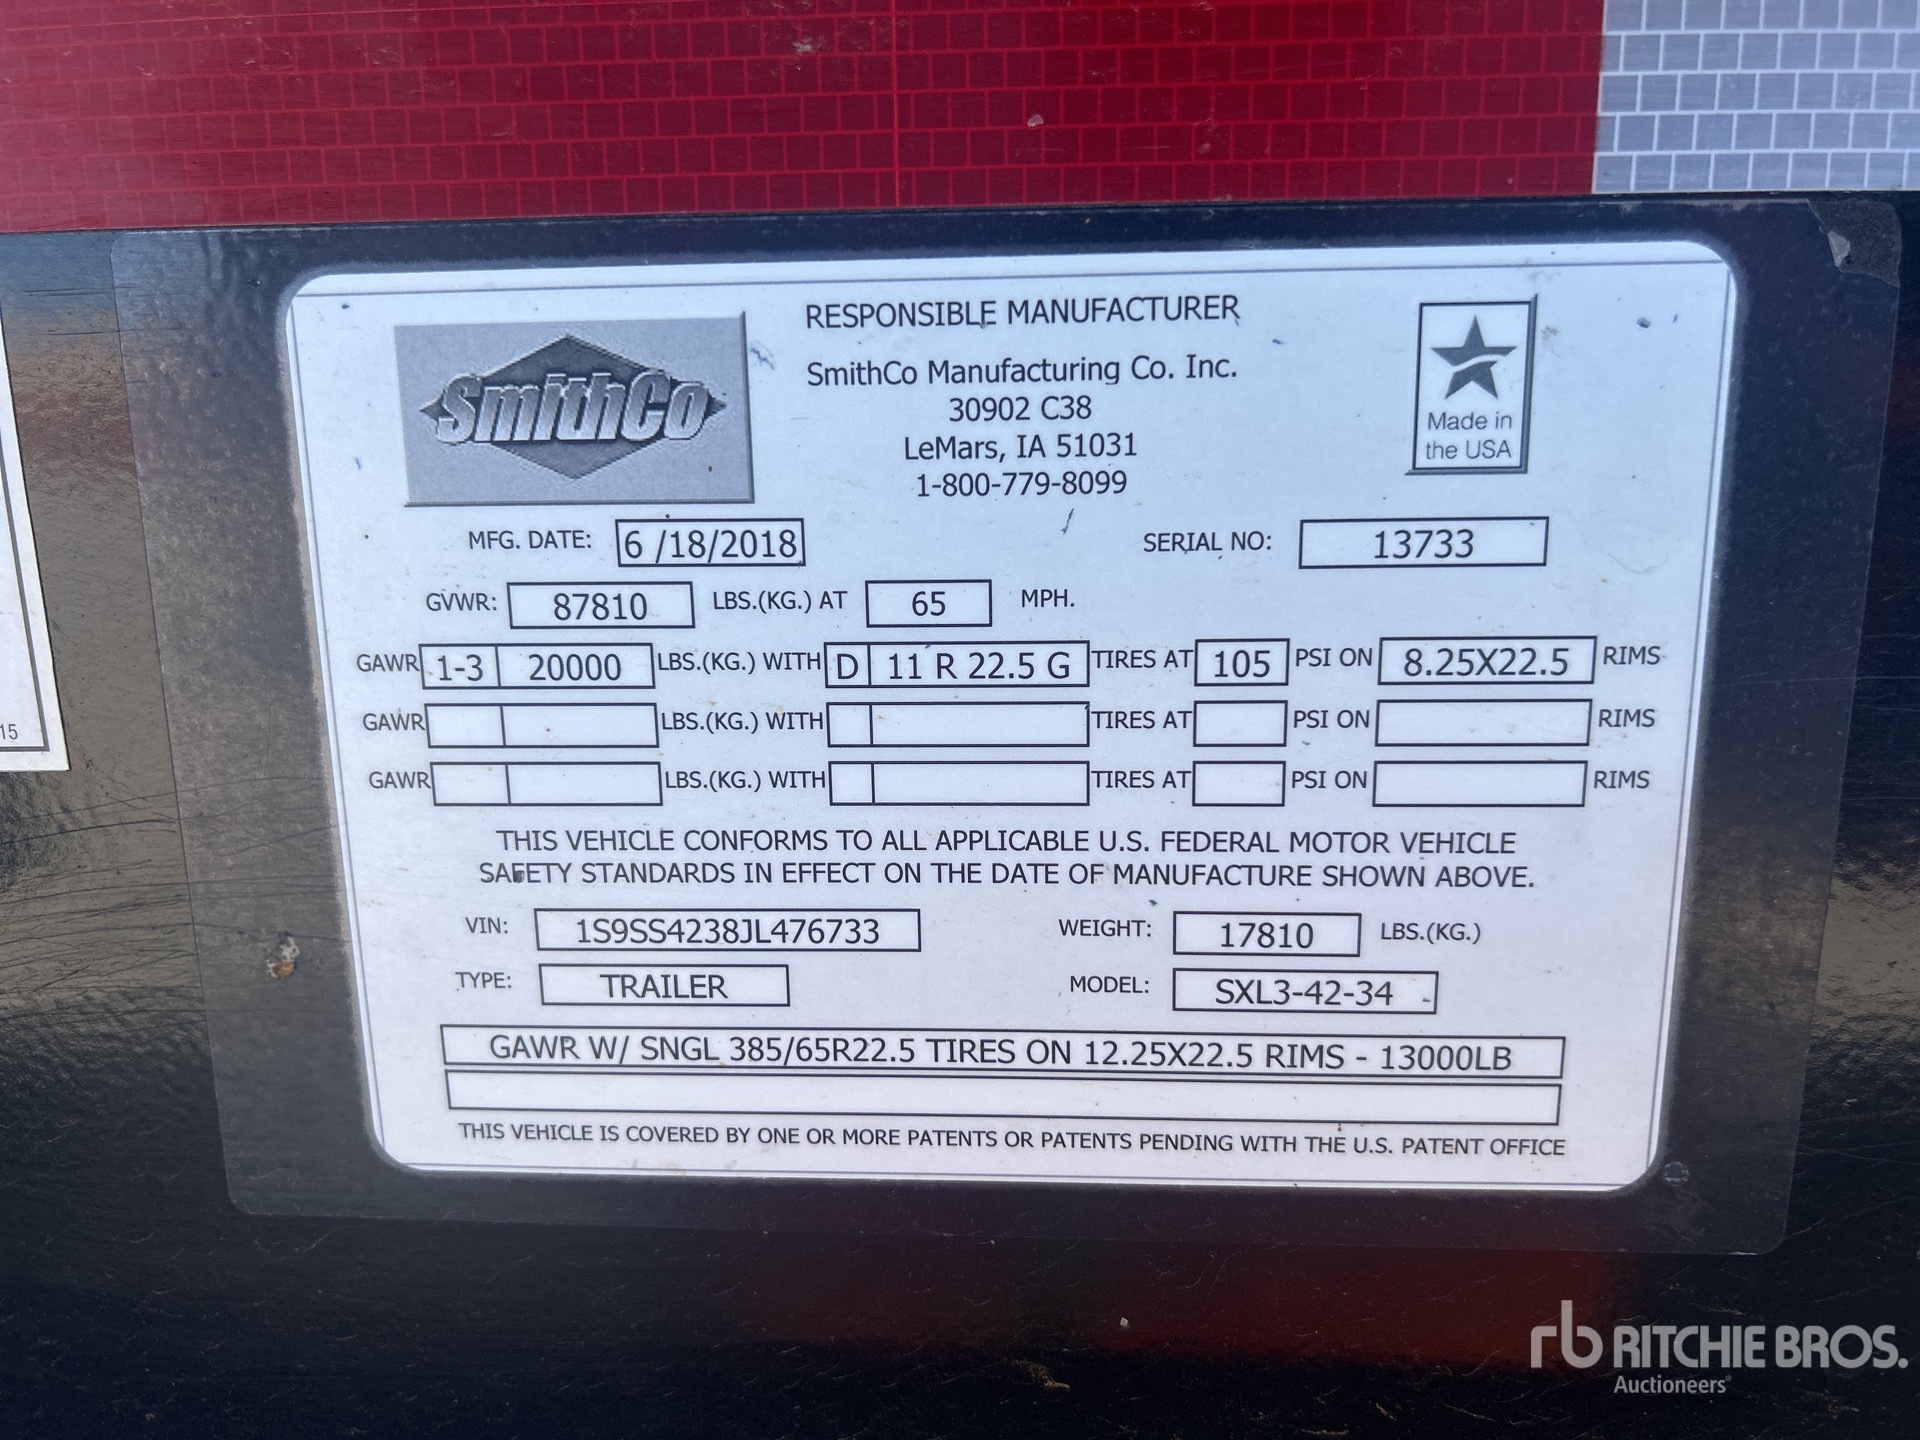 SmithCo
RESPONSIBLE MANUFACTURER
SmithCo Manufacturing Co. Inc.
30902 C38
LeMars, IA 51031
1-800-779-8099
Made in
the USA
MFG. DATE: 6 /18/2018 SERIAL NO: 13733
GVWR: 87810 LBS.(KG.) AT 65 MPH.
GAWR 1-3 20000 LBS.(KG.) WITH D 11 R 22.5 G TIRES AT 105 PSI ON 8.25X22.5 RIMS
GAWR LBS.(KG.) WITH TIRES AT PSI ON RIMS
GAWR LBS.(KG.) WITH TIRES AT PSI ON RIMS
THIS VEHICLE CONFORMS TO ALL APPLICABLE U.S. FEDERAL MOTOR VEHICLE
SAFETY STANDARDS IN EFFECT ON THE DATE OF MANUFACTURE SHOWN ABOVE.
VIN: 1S9SS4238JL476733 WEIGHT: 17810 LBS.(KG.)
TYPE: TRAILER MODEL: SXL3-42-34
GAWR W/ SNGL 385/65R22.5 TIRES ON 12.25X22.5 RIMS - 13000LB
THIS VEHICLE IS COVERED BY ONE OR MORE PATENTS OR PATENTS PENDING WITH THE U.S. PATENT OFFICE
15
rb RITCHIE BROS.
Auctioneers